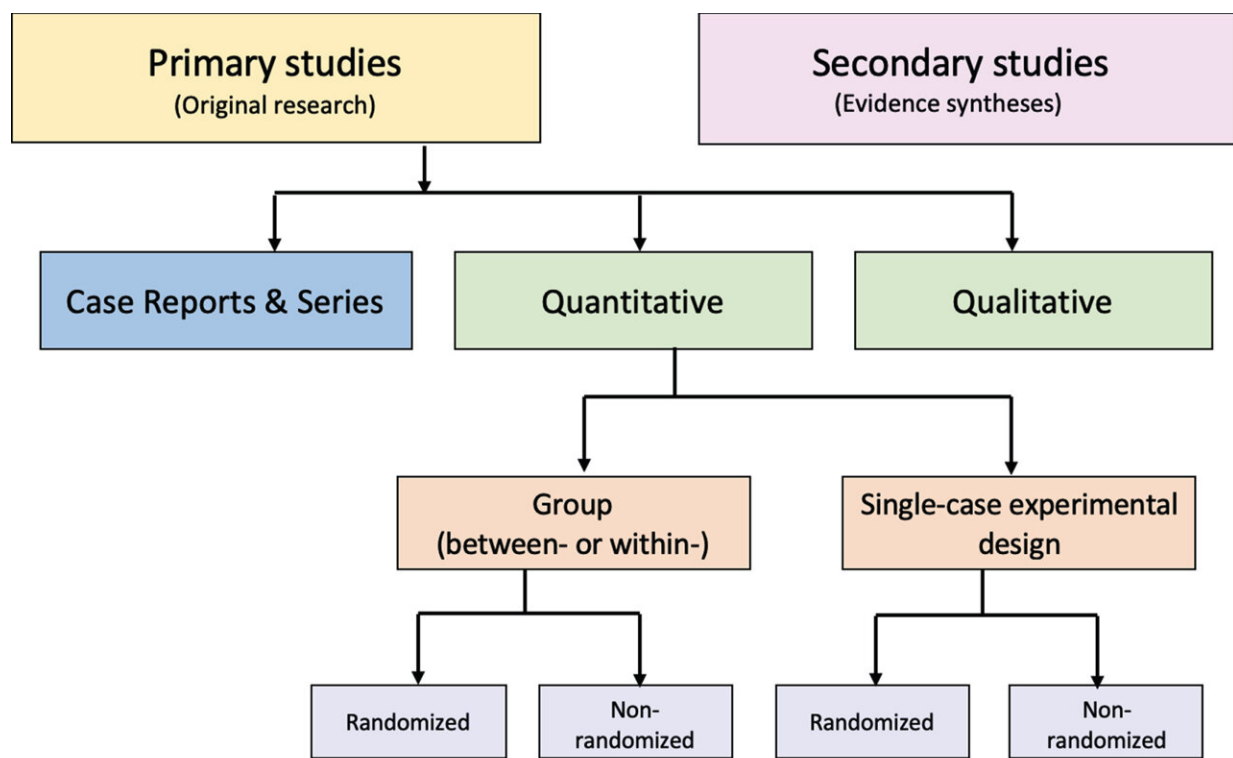 Primary studies
(Original research)
Secondary studies
(Evidence syntheses)
Case Reports & Series
Quantitative
Qualitative
Group
(between- or within-)
Single-case experimental
design
Randomized
Non-
randomized
Randomized
Non-
randomized